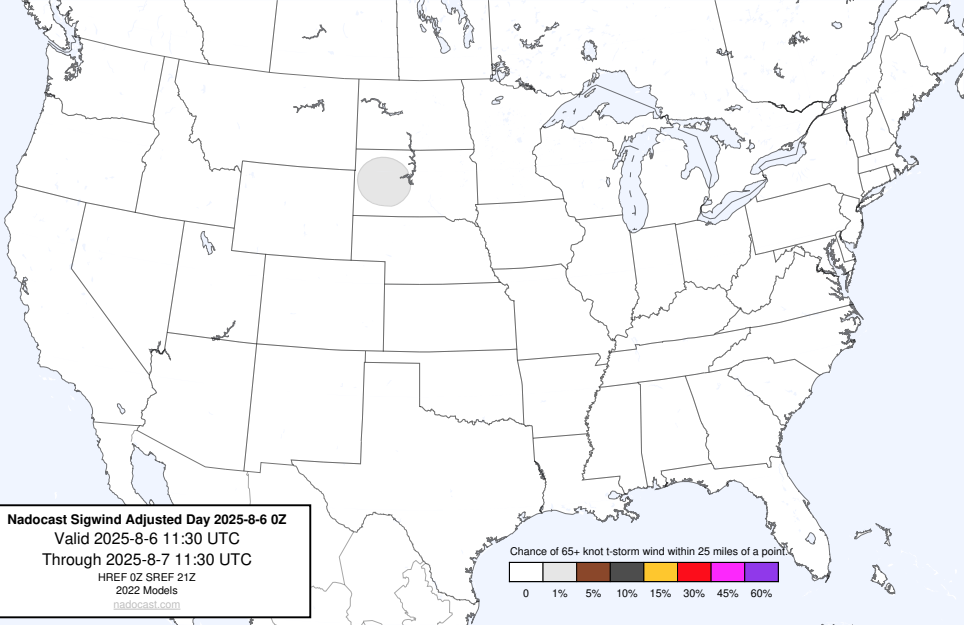 Nadocast Sigwind Adjusted Day 2025-8-6 0Z
Valid 2025-8-6 11:30 UTC
Through 2025-8-7 11:30 UTC
HREF 0Z SREF 21Z
2022 Models
nadocast.com
Chance of 65+ knot t-storm wind within 25 miles of a point.
0 1% 5% 10% 15% 30% 45% 60%